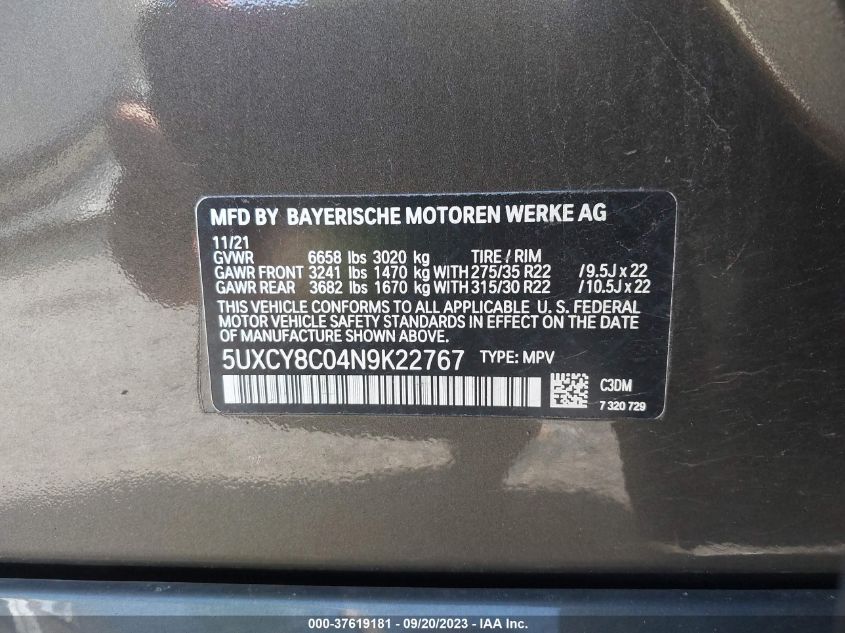 MFD BY BAYERISCHE MOTOREN WERKE AG
11/21
GVWR 6658 lbs 3020 kg TIRE / RIM
GAWR FRONT 3241 lbs 1470 kg WITH 275/35 R22 / 9.5J x 22
GAWR REAR 3682 lbs 1670 kg WITH 315/30 R22 / 10.5J x 22
THIS VEHICLE CONFORMS TO ALL APPLICABLE U. S. FEDERAL
MOTOR VEHICLE SAFETY STANDARDS IN EFFECT ON THE DATE
OF MANUFACTURE SHOWN ABOVE.
5UXCY8C04N9K22767 TYPE: MPV
C3DM
7 320 729
000-37619181 - 09/20/2023 - IAA Inc.